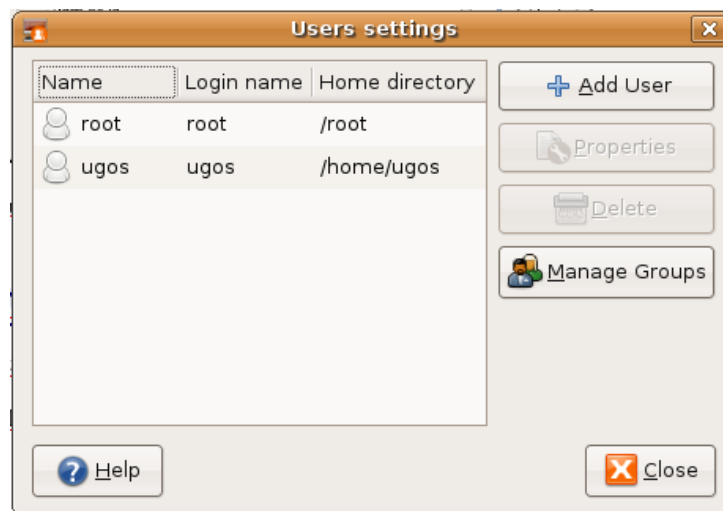 Users settings
Name Login name Home directory
root root /root
ugos ugos /home/ugos
Add User
Properties
Delete
Manage Groups
Help
Close